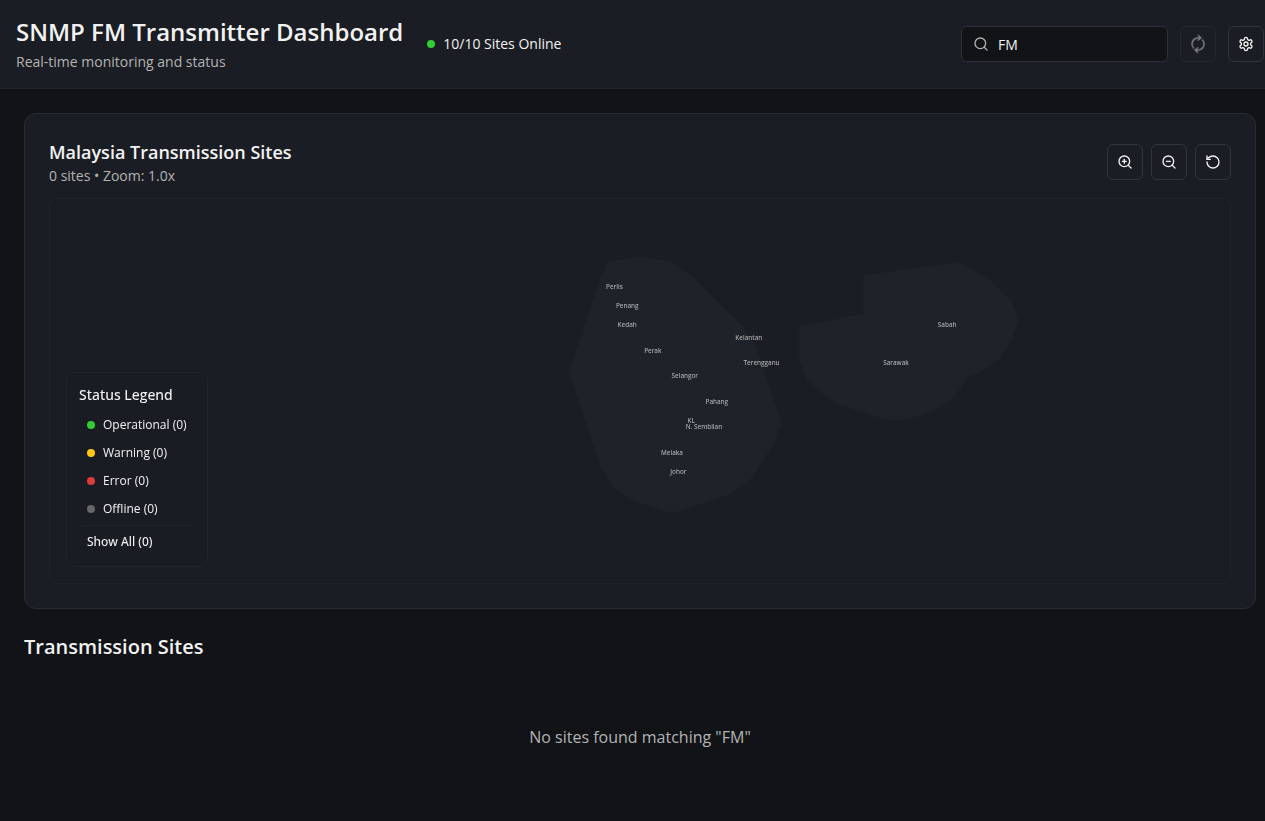 SNMP FM Transmitter Dashboard
Real-time monitoring and status
10/10 Sites Online
FM
Malaysia Transmission Sites
0 sites • Zoom: 1.0x
Perlis
Penang
Kedah
Kelantan
Perak
Terengganu
Selangor
Pahang
KL
N. Sembilan
Melaka
Johor
Sabah
Sarawak
Status Legend
Operational (0)
Warning (0)
Error (0)
Offline (0)
Show All (0)
Transmission Sites
No sites found matching "FM"